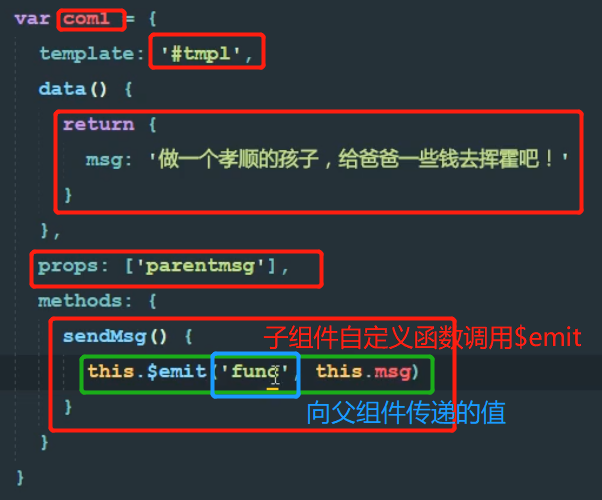 var coml = {
template: '#tmpl',
data() {
return {
msg: '做一个孝顺的孩子，给爸爸一些钱去挥霍吧！'
}
},
props: ['parentmsg'],
methods: {
sendMsg() {
子组件自定义函数调用$emit
this.$emit('func', this.msg)
}
向父组件传递的值
}
}